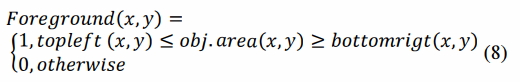 Foreground(x, y) =
{1, topleft (x, y) ≤ obj. area(x, y) ≥ bottomrigt(x, y)
0, otherwise (8)